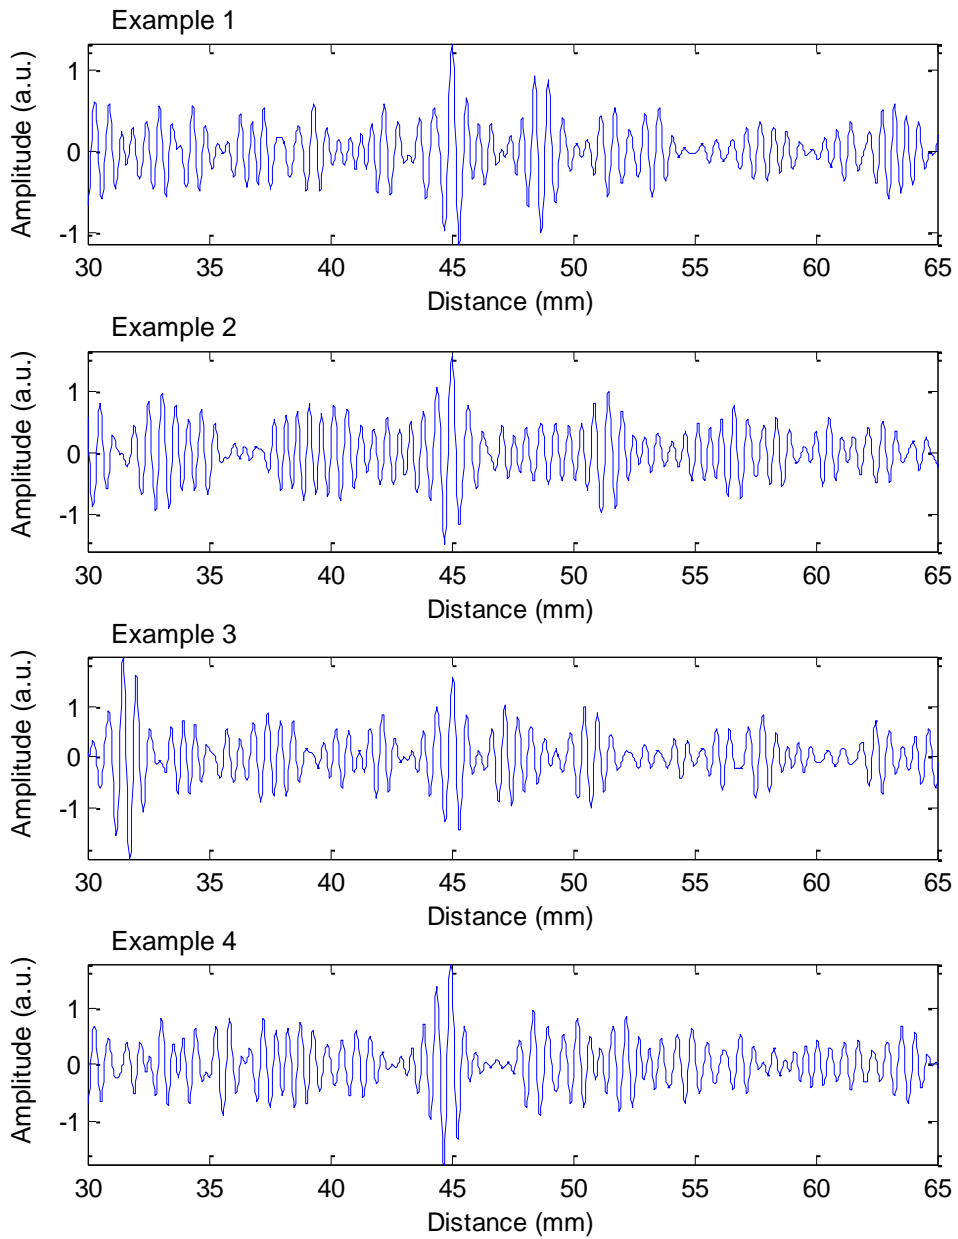 Example 1
Amplitude (a.u.)
1
0
-1
30 35 40 45 50 55 60 65
Distance (mm)
Example 2
Amplitude (a.u.)
1
0
-1
30 35 40 45 50 55 60 65
Distance (mm)
Example 3
Amplitude (a.u.)
1
0
-1
30 35 40 45 50 55 60 65
Distance (mm)
Example 4
Amplitude (a.u.)
1
0
-1
30 35 40 45 50 55 60 65
Distance (mm)